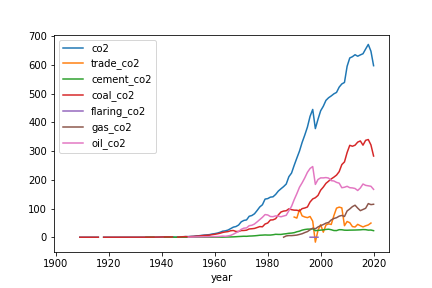 700
600
500
400
300
200
100
0
co2
trade_co2
cement_co2
coal_co2
flaring_co2
gas_co2
oil_co2
1900
1920
1940
1960
1980
2000
2020
year